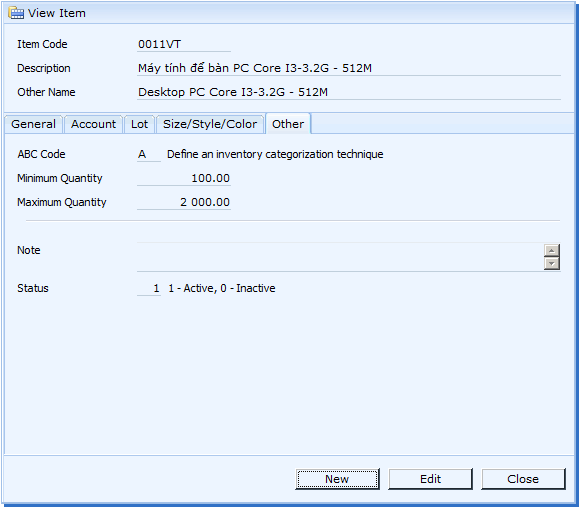 View Item
Item Code 0011VT
Description Máy tính để bàn PC Core I3-3.2G - 512M
Other Name Desktop PC Core I3-3.2G - 512M
General Account Lot Size/Style/Color Other
ABC Code A Define an inventory categorization technique
Minimum Quantity 100.00
Maximum Quantity 2 000.00
Note
Status 1 1 - Active, 0 - Inactive
New Edit Close